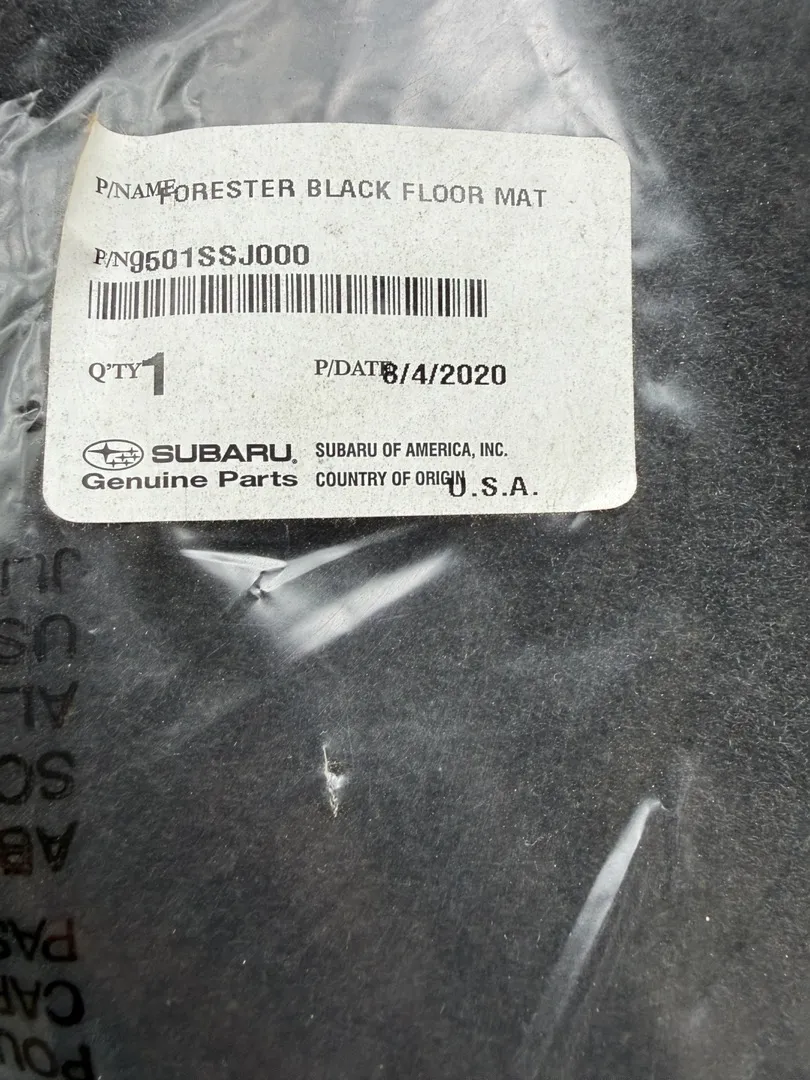 P/NAME FORESTER BLACK FLOOR MAT
P/N 9501SSJ000
Q'TY 1
P/DATE 8/4/2020
SUBARU®
Genuine Parts
SUBARU OF AMERICA, INC.
COUNTRY OF ORIGIN U.S.A.